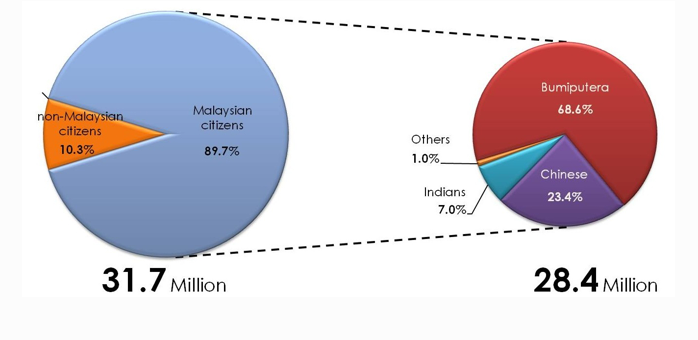 non-Malaysian
citizens
10.3%
Malaysian
citizens
89.7%
31.7 Million
Bumiputera
68.6%
Others
1.0%
Chinese
23.4%
Indians
7.0%
28.4 Million